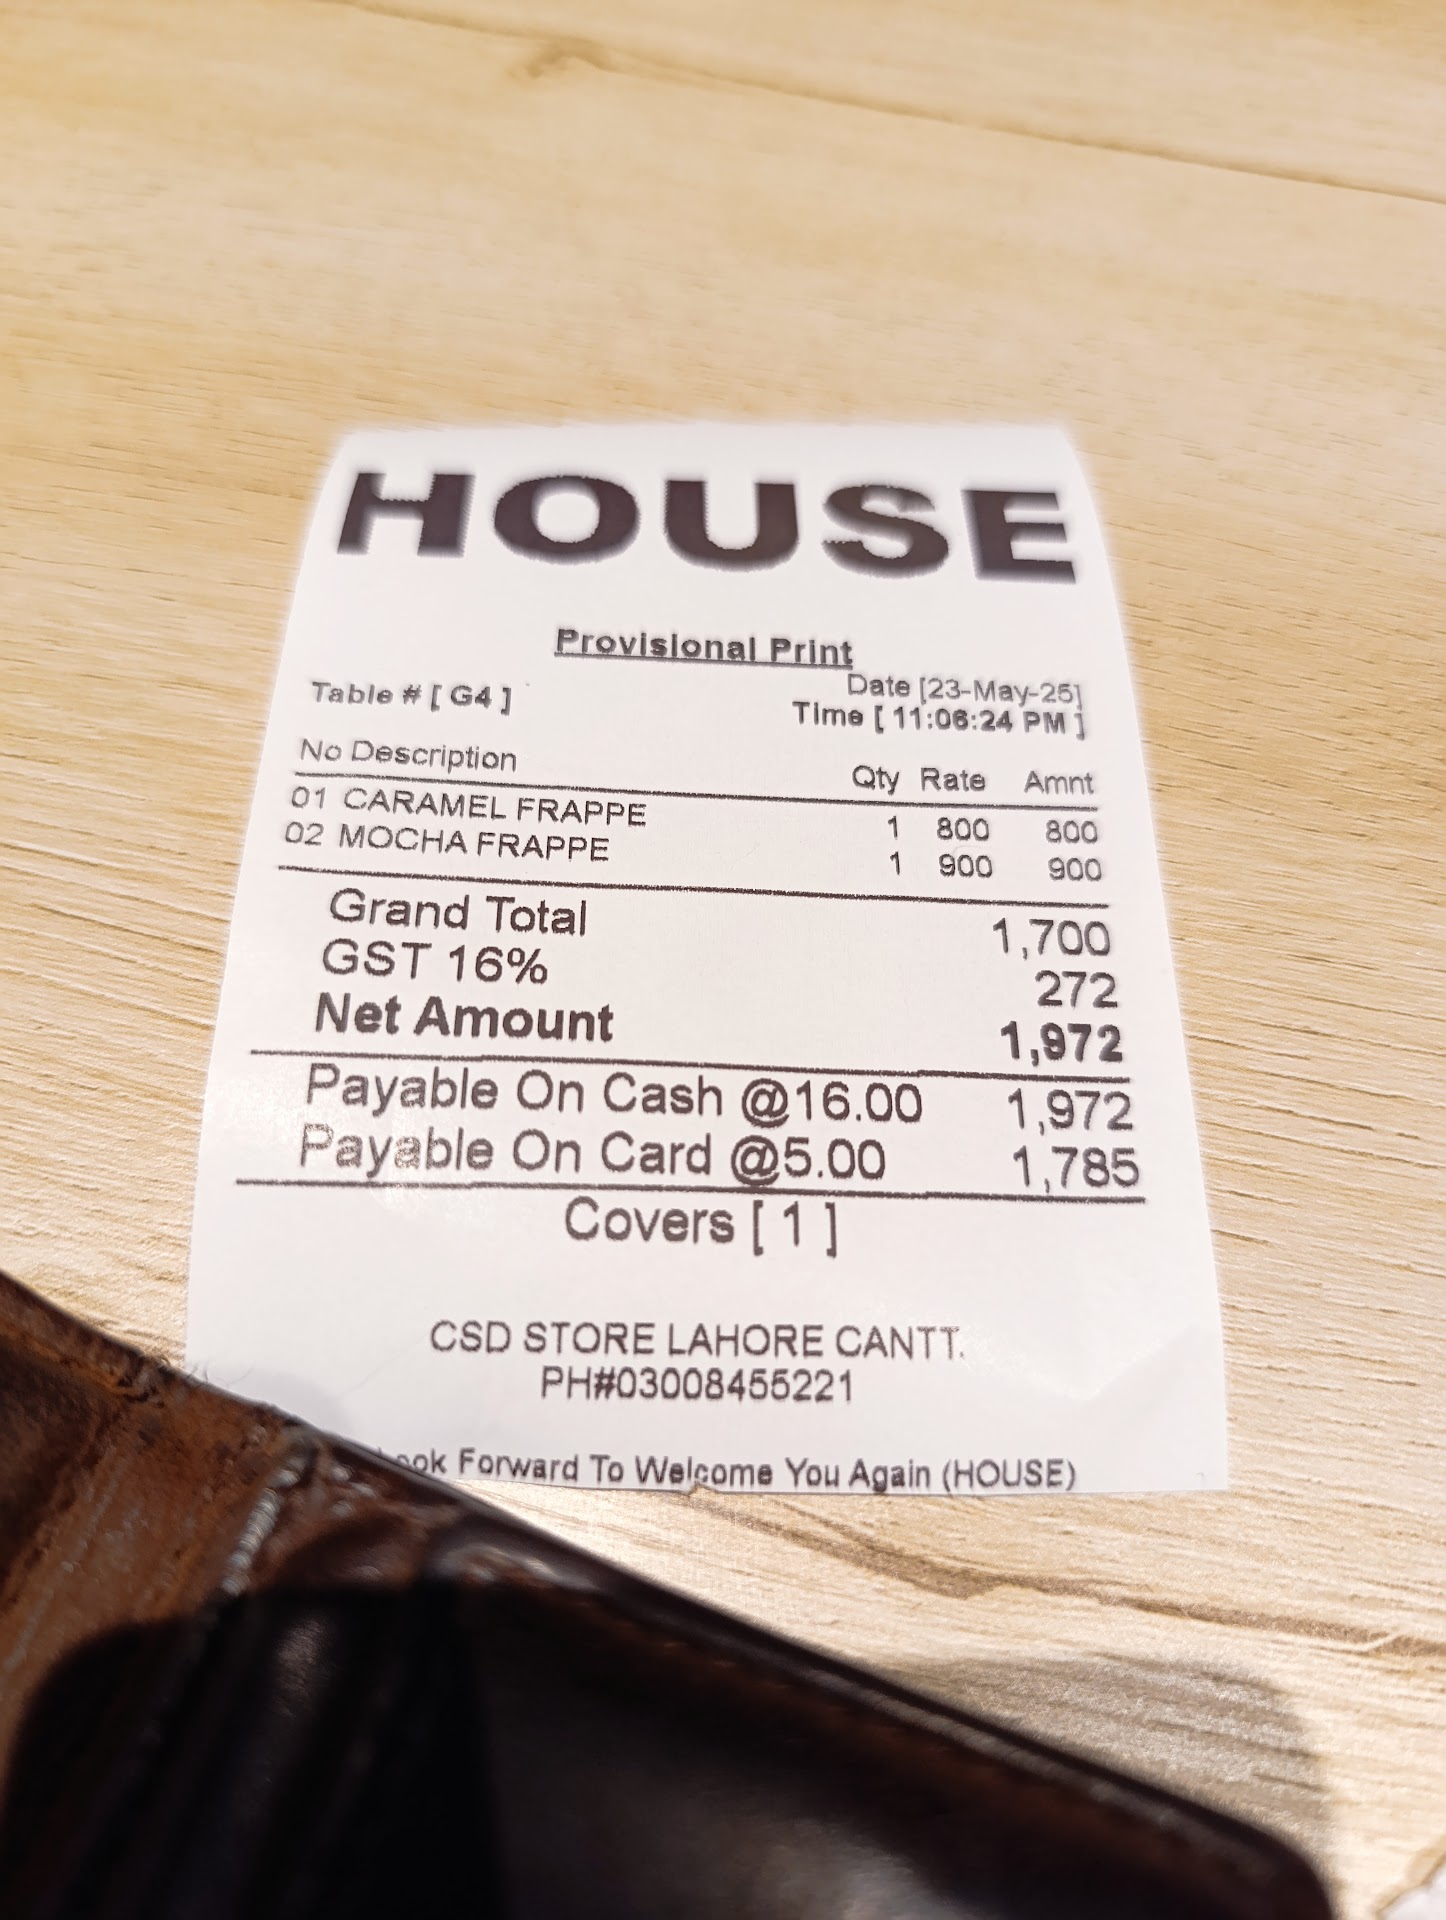 HOUSE
Provisional Print
Date [23-May-25]
Table # [ G4 ]
Time [ 11:06:24 PM ]
No Description Qty Rate Amnt
01 CARAMEL FRAPPE 1 800 800
02 MOCHA FRAPPE 1 900 900
Grand Total 1,700
GST 16% 272
Net Amount 1,972
Payable On Cash @16.00 1,972
Payable On Card @5.00 1,785
Covers [ 1 ]
CSD STORE LAHORE CANTT.
PH#03008455221
Forward To Welcome You Again (HOUSE)